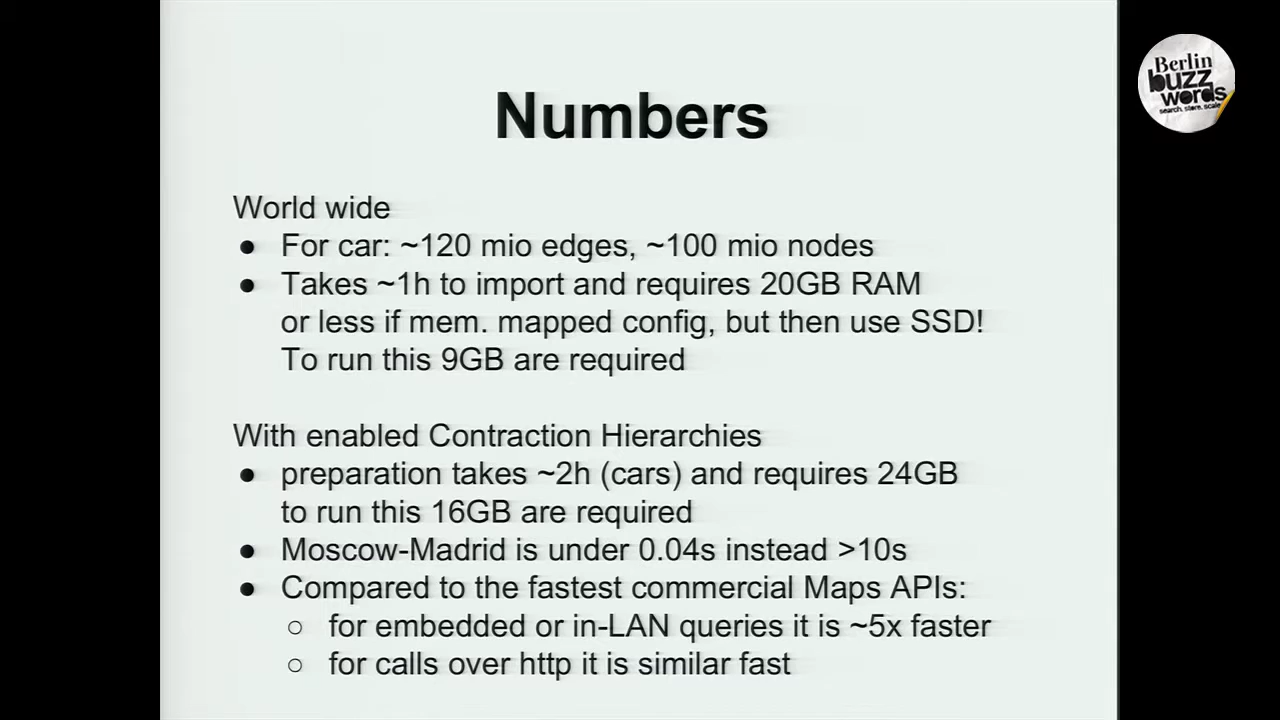 Berlin
buzz
words
search. store. scale
Numbers
World wide
● For car: ~120 mio edges, ~100 mio nodes
● Takes ~1h to import and requires 20GB RAM
or less if mem. mapped config, but then use SSD!
To run this 9GB are required
With enabled Contraction Hierarchies
● preparation takes ~2h (cars) and requires 24GB
to run this 16GB are required
● Moscow-Madrid is under 0.04s instead >10s
● Compared to the fastest commercial Maps APIs:
○ for embedded or in-LAN queries it is ~5x faster
○ for calls over http it is similar fast